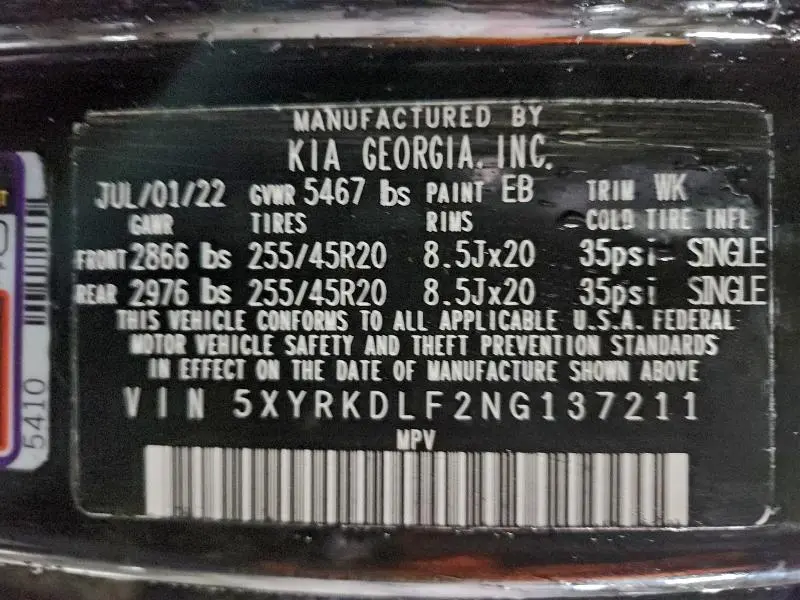 MANUFACTURED BY
KIA GEORGIA, INC.
JUL/01/22 GVWR 5467 lbs PAINT EB TRIM WK
GAWR TIRES RIMS COLD TIRE INFL
FRONT 2866 lbs 255/45R20 8.5Jx20 35psi SINGLE
REAR 2976 lbs 255/45R20 8.5Jx20 35psi SINGLE
THIS VEHICLE CONFORMS TO ALL APPLICABLE U.S.A. FEDERAL
MOTOR VEHICLE SAFETY AND THEFT PREVENTION STANDARDS
IN EFFECT ON THE DATE OF MANUFACTURE SHOWN ABOVE
VIN 5XYRKDLF2NG137211
MPV
5410